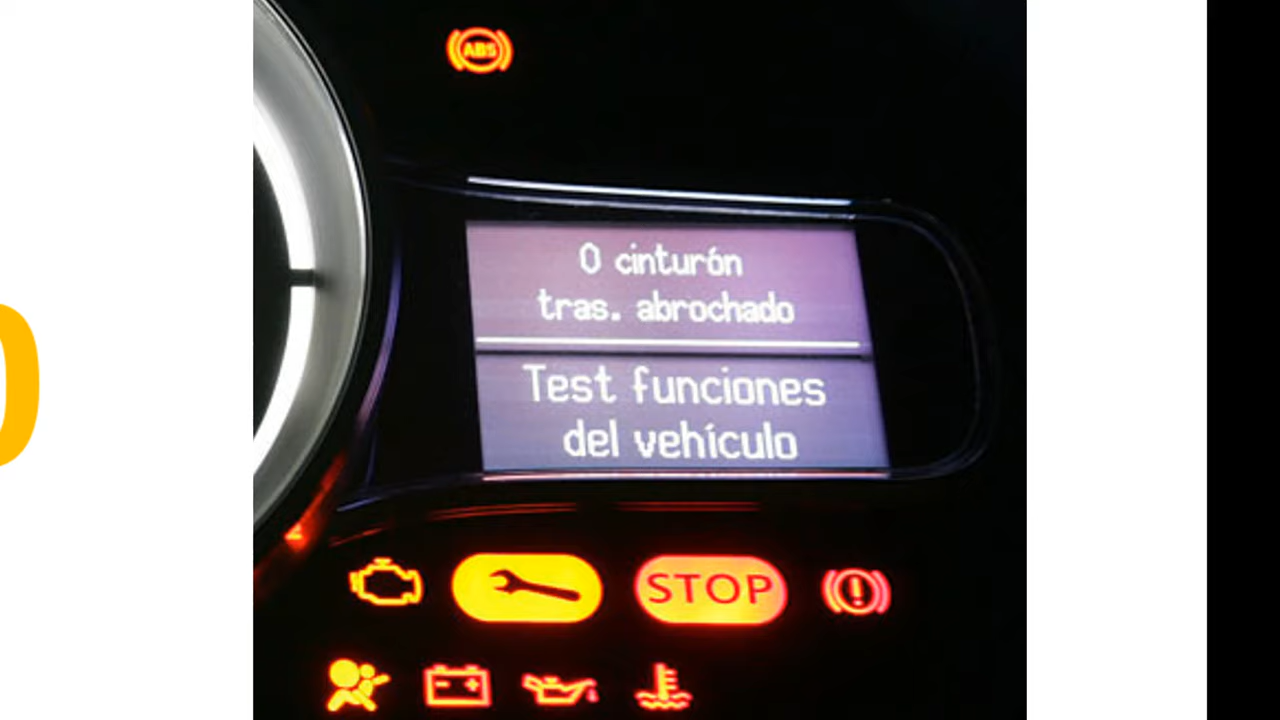 ABS
0 cinturón
tras. abrochado
Test funciones
del vehículo
STOP